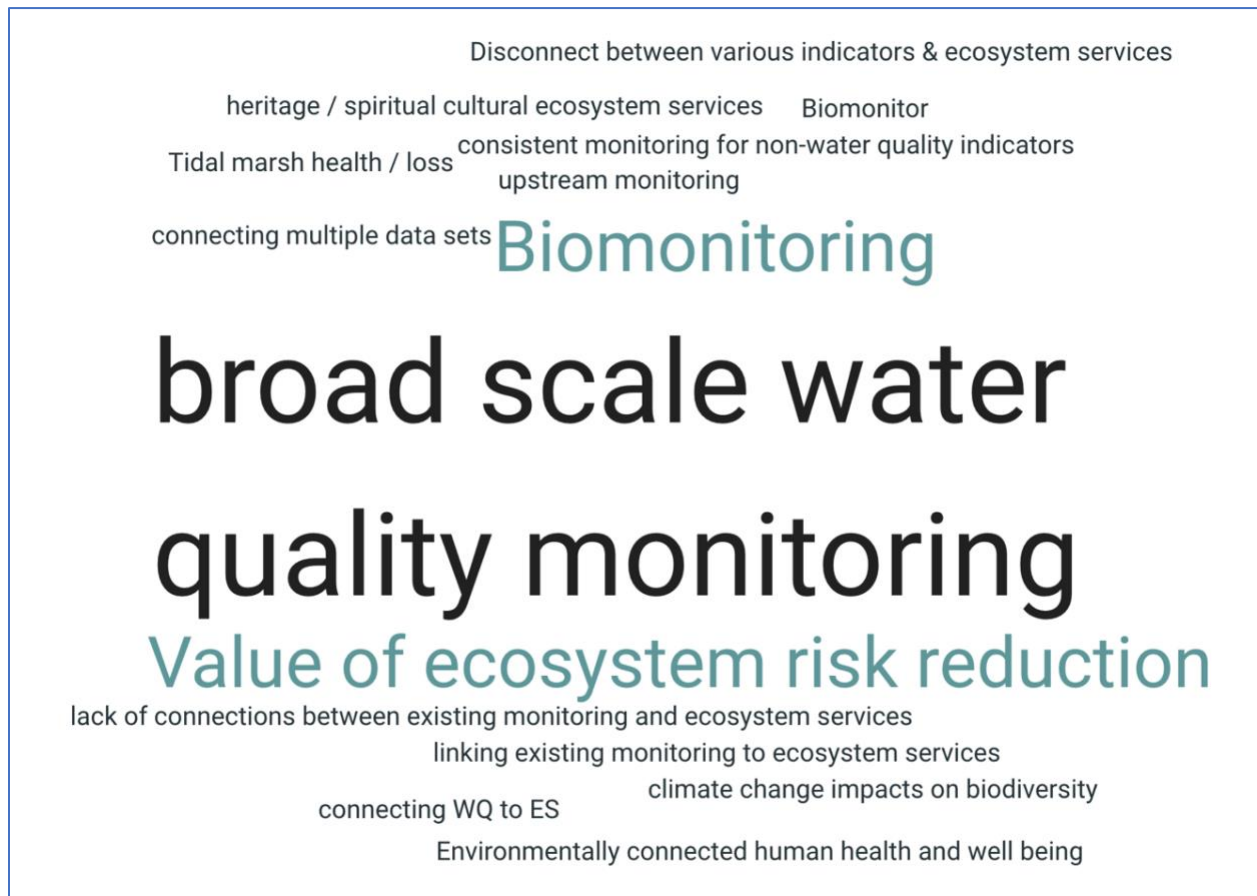 Disconnect between various indicators & ecosystem services
heritage / spiritual cultural ecosystem services
Biomonitor
consistent monitoring for non-water quality indicators
Tidal marsh health / loss
upstream monitoring
connecting multiple data sets
Biomonitoring
broad scale water
quality monitoring
Value of ecosystem risk reduction
lack of connections between existing monitoring and ecosystem services
linking existing monitoring to ecosystem services
climate change impacts on biodiversity
connecting WQ to ES
Environmentally connected human health and well being